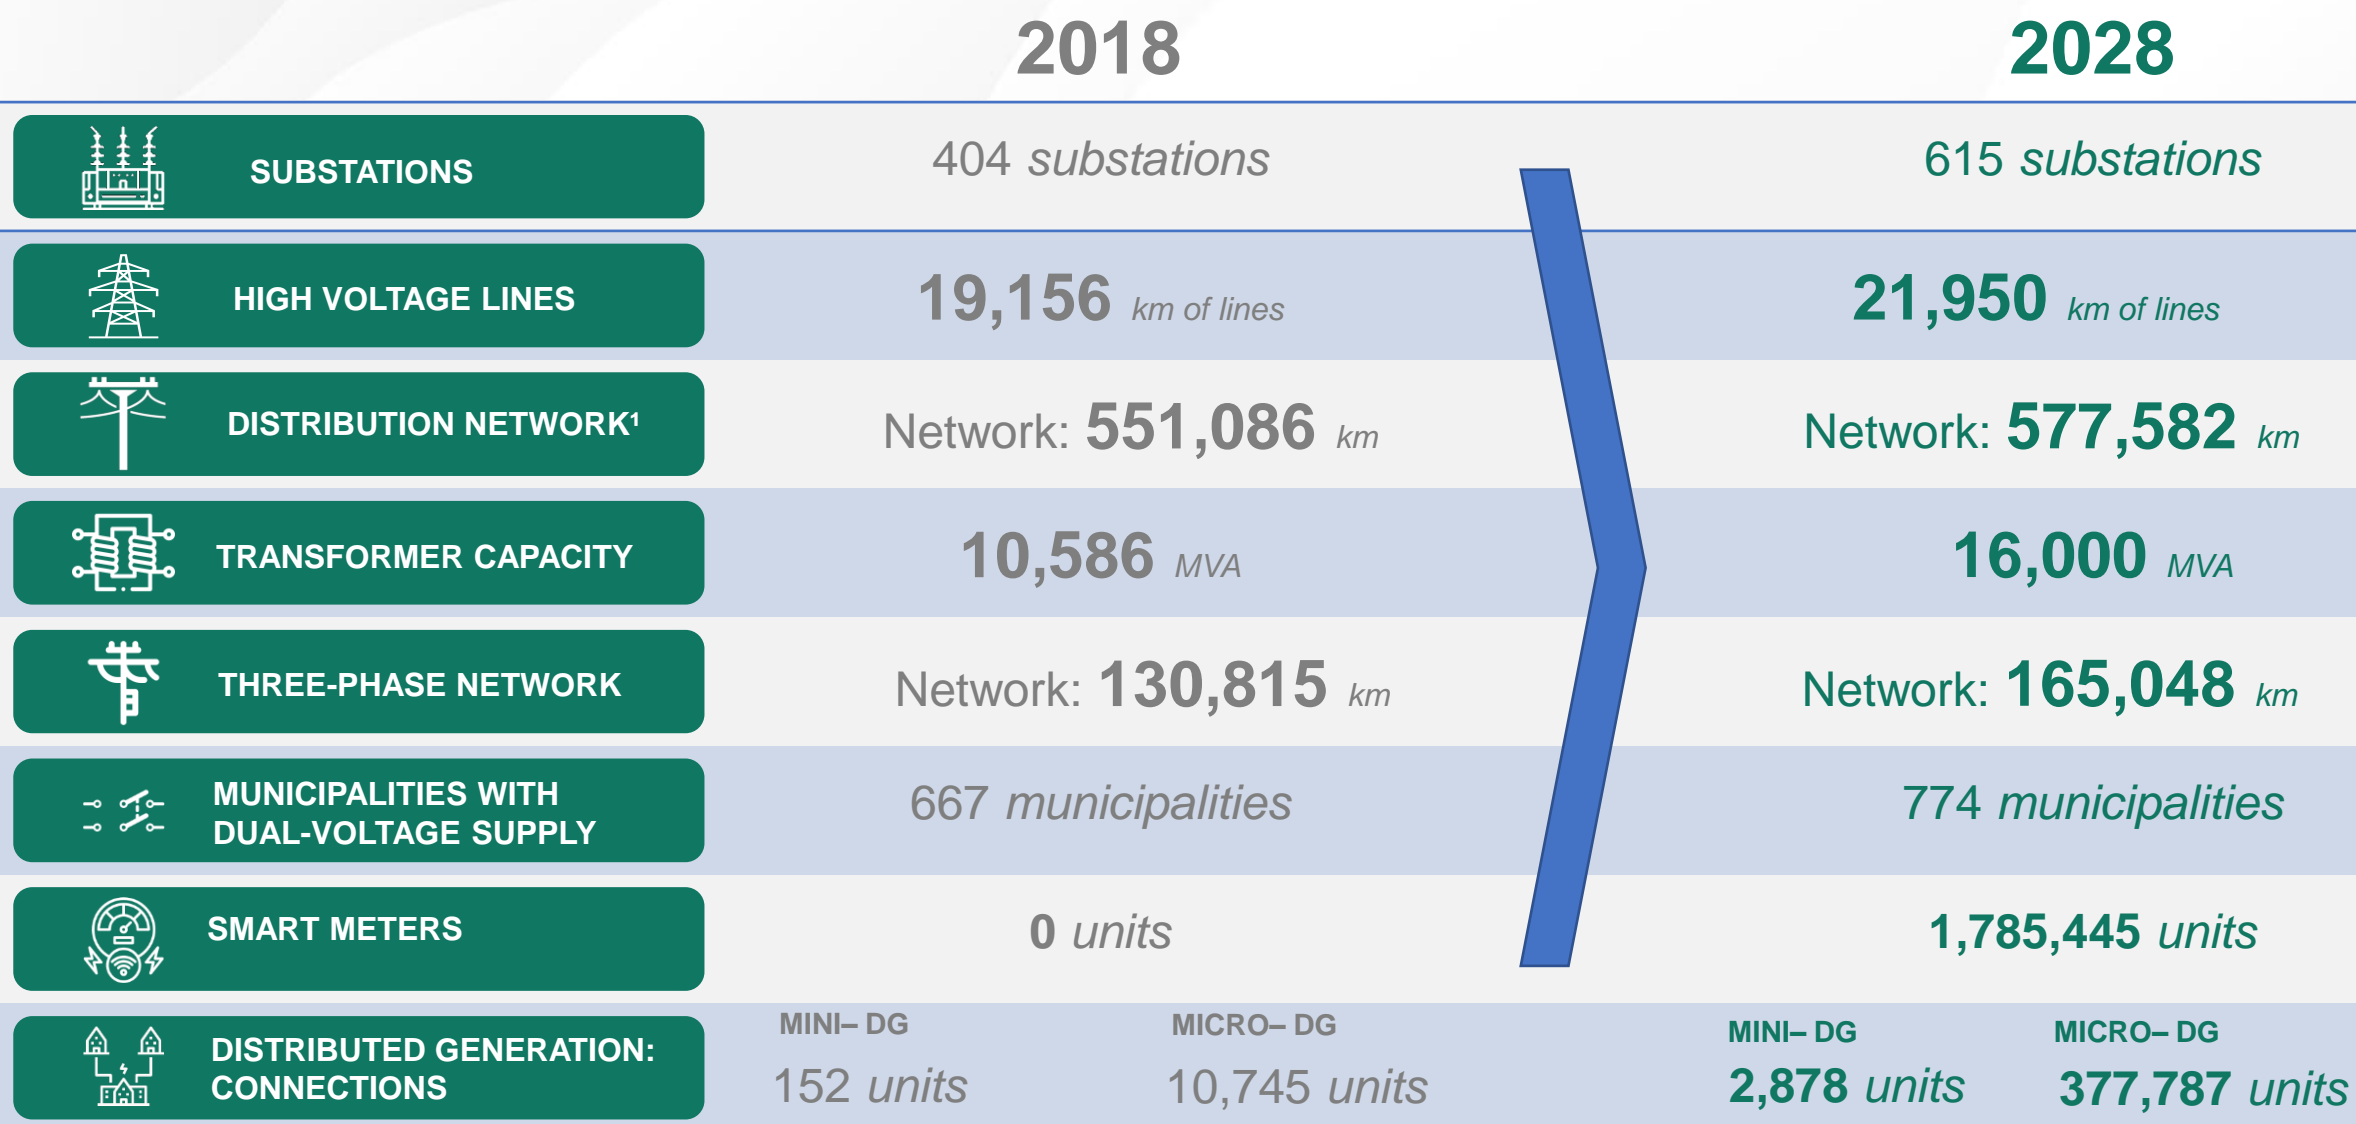 2018 2028
SUBSTATIONS 404 substations 615 substations
HIGH VOLTAGE LINES 19,156 km of lines 21,950 km of lines
DISTRIBUTION NETWORK¹ Network: 551,086 km Network: 577,582 km
TRANSFORMER CAPACITY 10,586 MVA 16,000 MVA
THREE-PHASE NETWORK Network: 130,815 km Network: 165,048 km
MUNICIPALITIES WITH
DUAL-VOLTAGE SUPPLY 667 municipalities 774 municipalities
SMART METERS 0 units 1,785,445 units
MINI– DG MICRO– DG MINI– DG MICRO– DG
DISTRIBUTED GENERATION:
CONNECTIONS 152 units 10,745 units 2,878 units 377,787 units